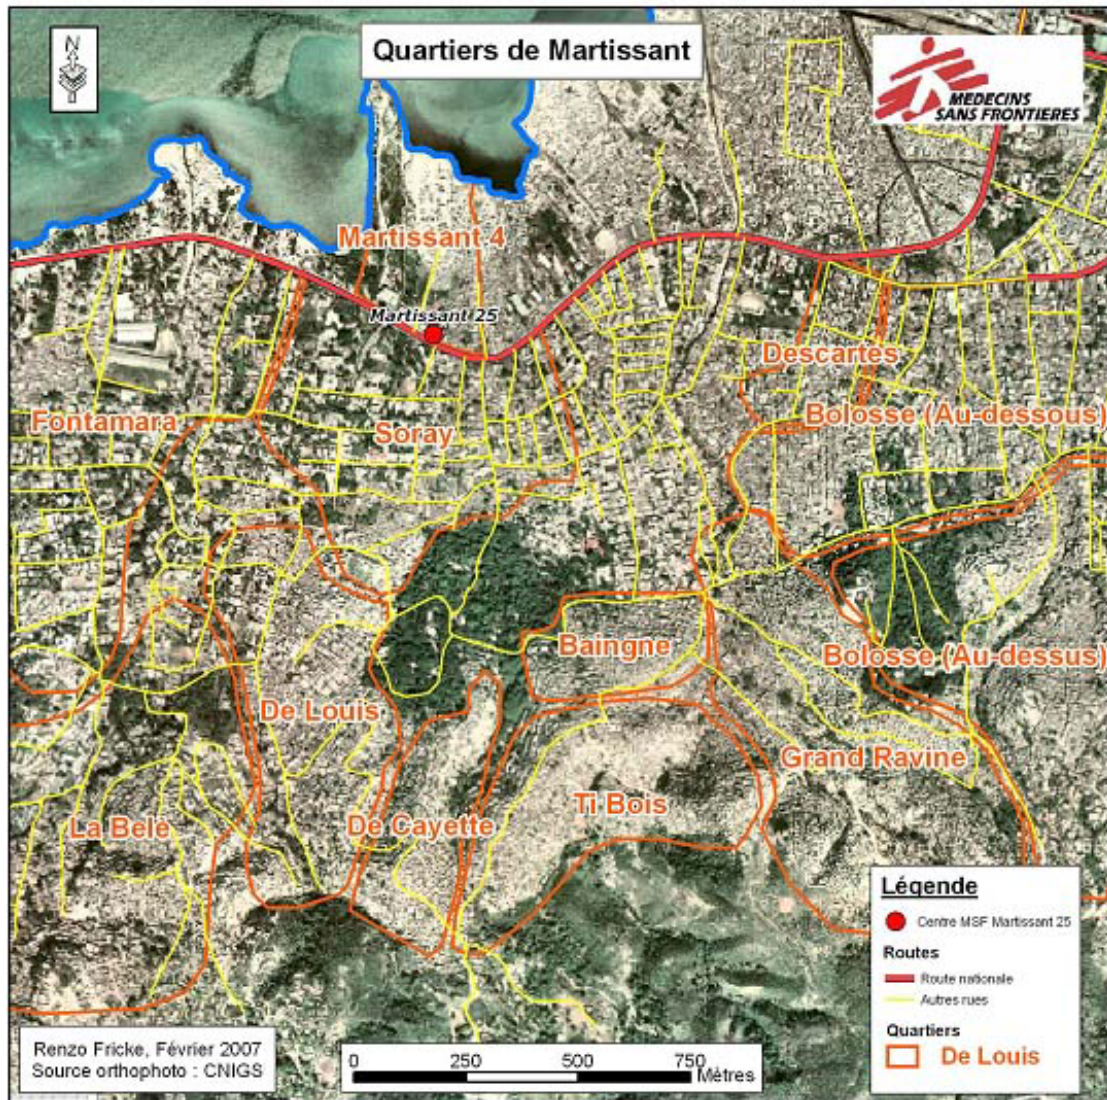 N
Quartiers de Martissant
MEDECINS
SANS FRONTIERES
Martissant 4
Martissant 25
Descartes
Fontamara
Soray
Bolosse (Au-dessous)
Baingne
Bolosse (Au-dessus)
De Louis
Grand Ravine
Ti Bois
La Bele
De Cayette
Légende
Centre MSF Martissant 25
Routes
Route nationale
Autres rues
Quartiers
De Louis
Renzo Fricke, Février 2007
Source orthophoto : CNIGS
0 250 500 750
Mètres